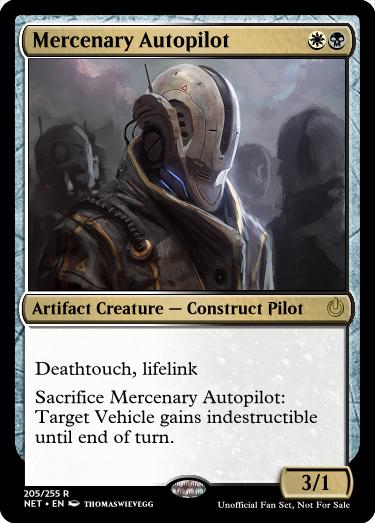 Mercenary Autopilot
Artifact Creature — Construct Pilot
Deathtouch, lifelink
Sacrifice Mercenary Autopilot:
Target Vehicle gains indestructible
until end of turn.
3/1
205/255 R
NET • EN THOMASWIEVEGG
Unofficial Fan Set, Not For Sale